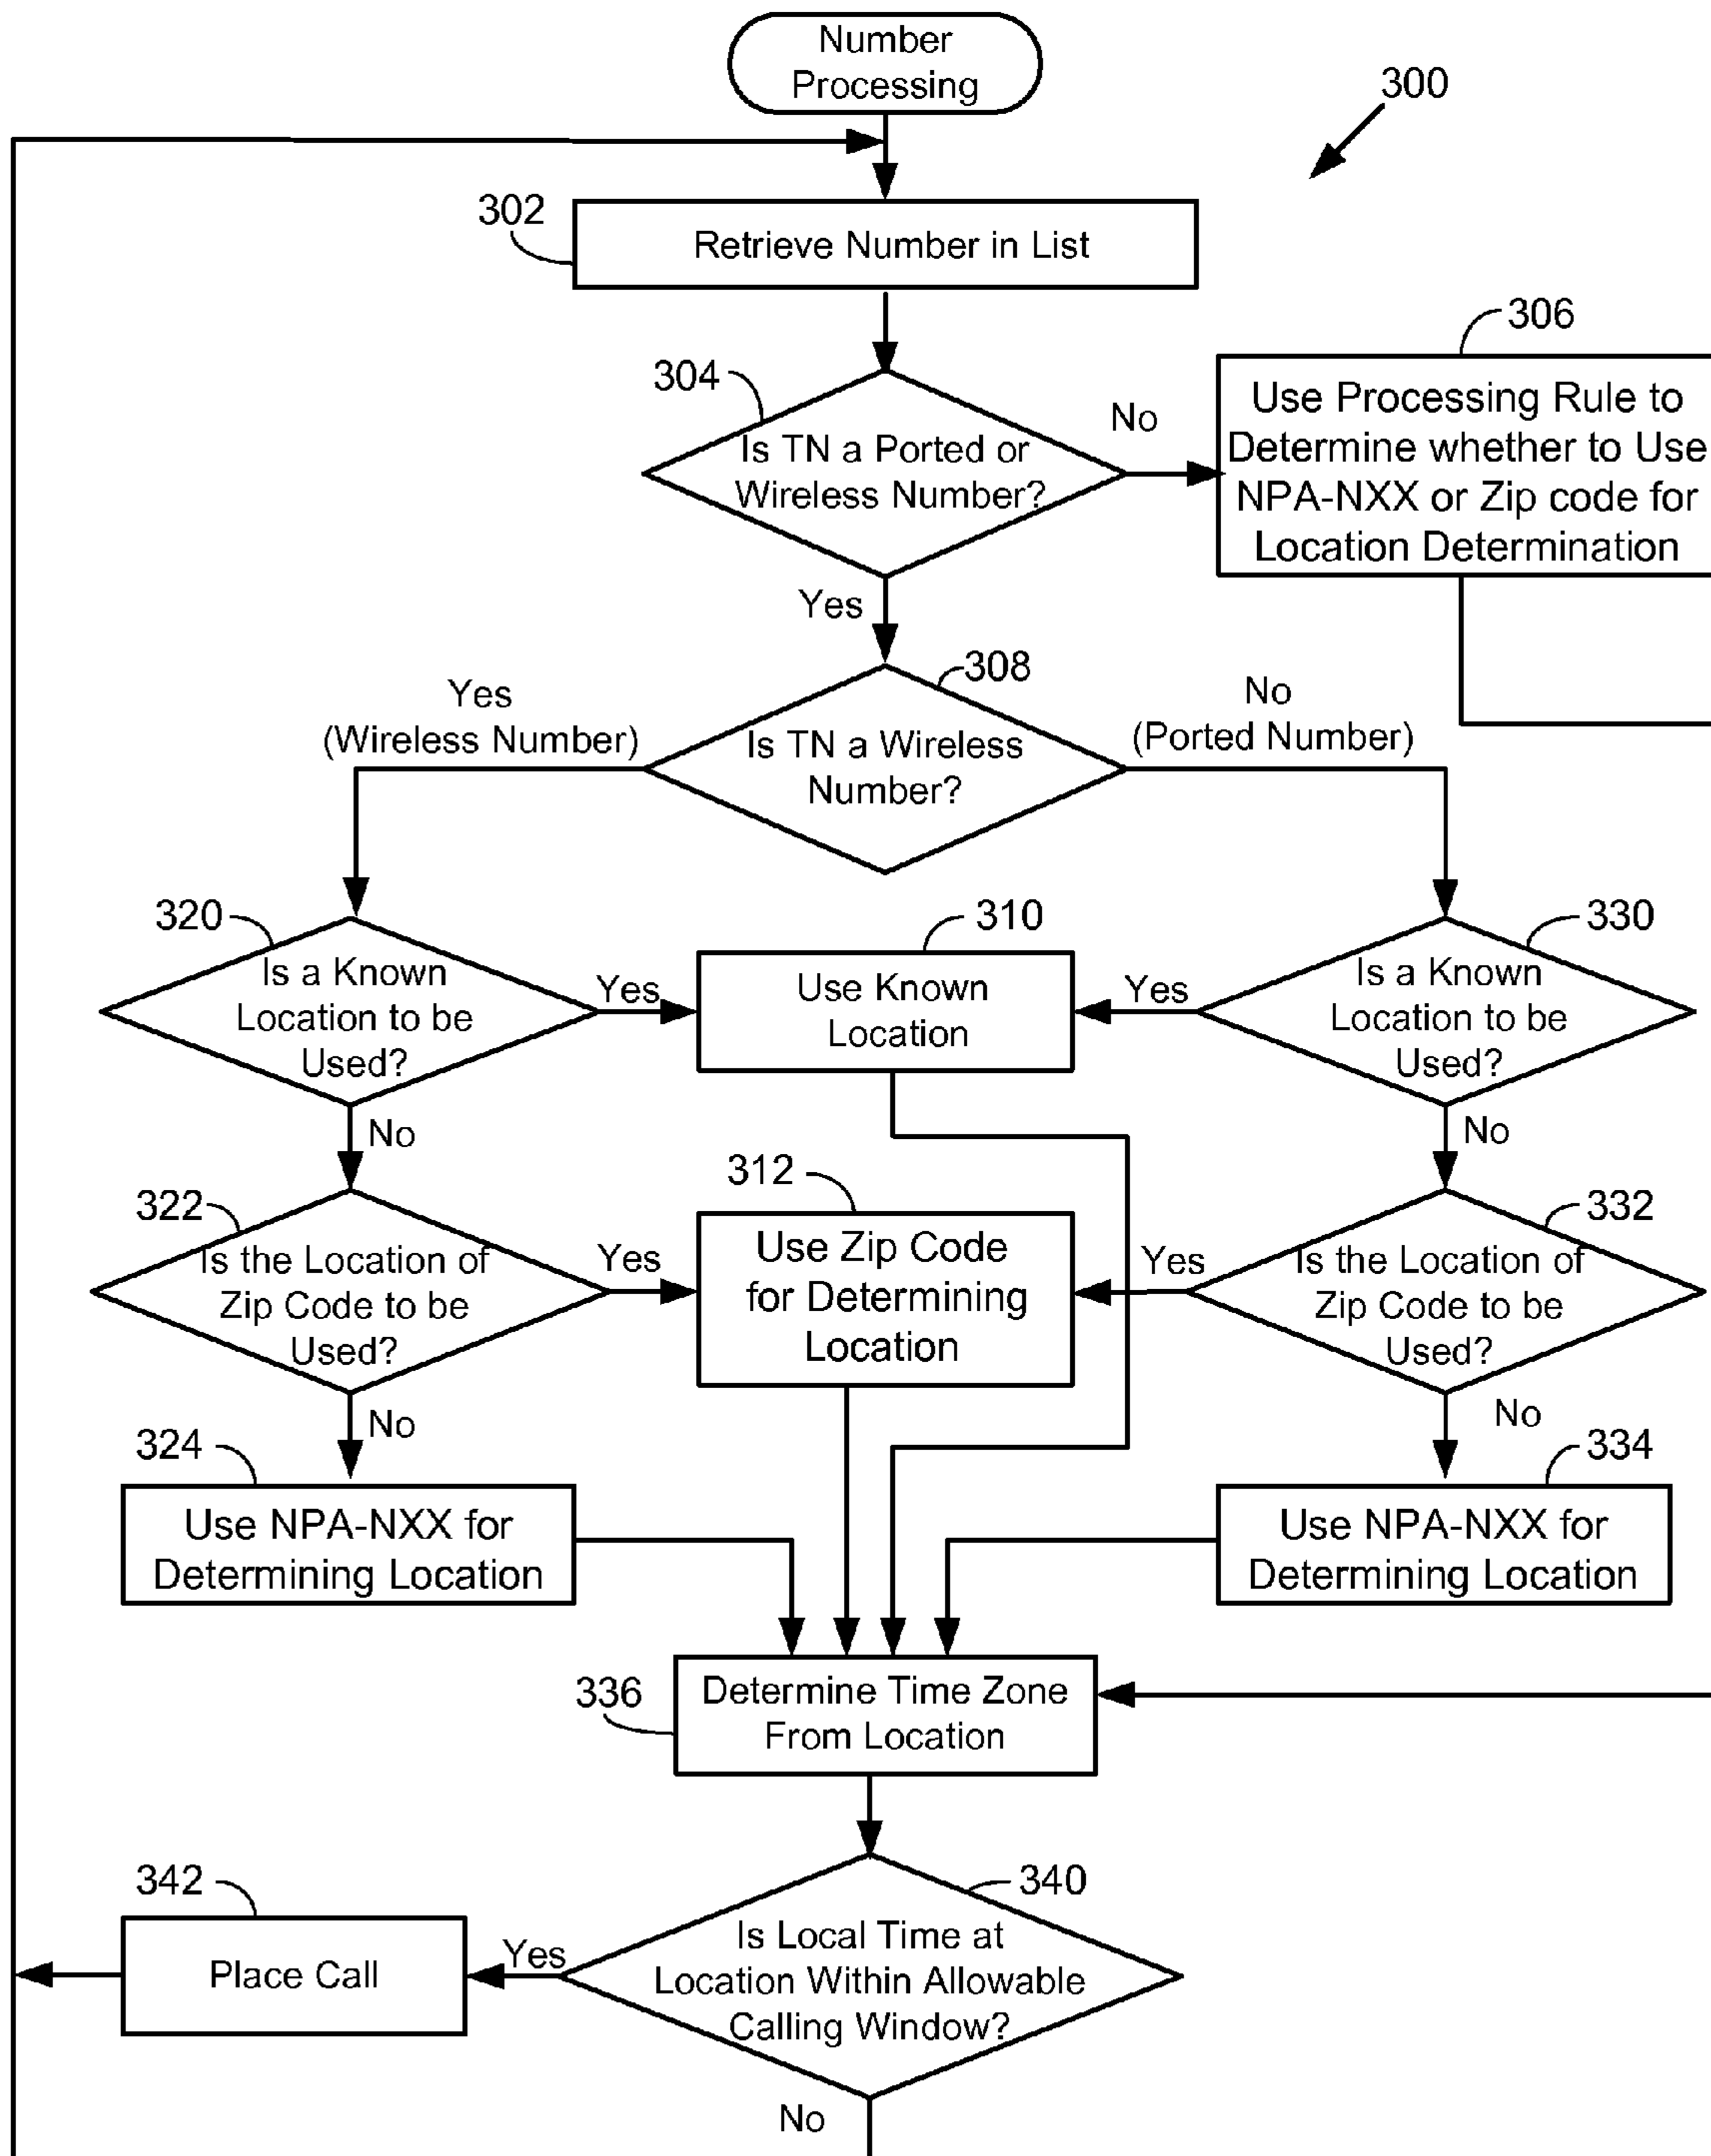 Number
Processing
300
302
Retrieve Number in List
306
304
Is TN a Ported or
Wireless Number?
No
Use Processing Rule to
Determine whether to Use
NPA-NXX or Zip code for
Location Determination
Yes
308
Yes
(Wireless Number)
Is TN a Wireless
Number?
No
(Ported Number)
320
Is a Known
Location to be
Used?
Yes
310
Use Known
Location
Yes
330
Is a Known
Location to be
Used?
No
No
322
Is the Location of
Zip Code to be
Used?
Yes
312
Use Zip Code
for Determining
Location
Yes
332
Is the Location of
Zip Code to be
Used?
No
No
324
Use NPA-NXX for
Determining Location
334
Use NPA-NXX for
Determining Location
336
Determine Time Zone
From Location
342
Place Call
Yes
340
Is Local Time at
Location Within Allowable
Calling Window?
No